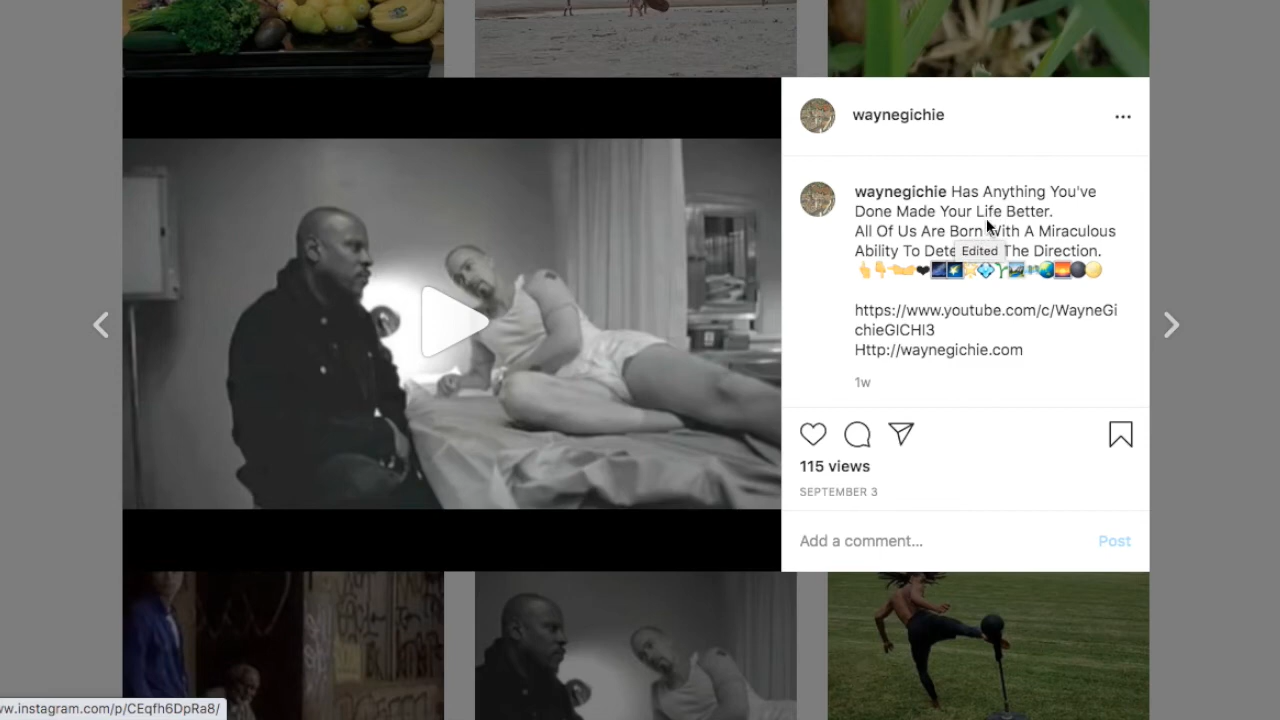 waynegichie
waynegichie Has Anything You've
Done Made Your Life Better.
All Of Us Are Born With A Miraculous
Ability To Dete The Direction.
Edited
https://www.youtube.com/c/WayneGi
chieGICHI3
Http://waynegichie.com
1w
115 views
SEPTEMBER 3
Add a comment... Post
ww.instagram.com/p/CEqfh6DpRa8/